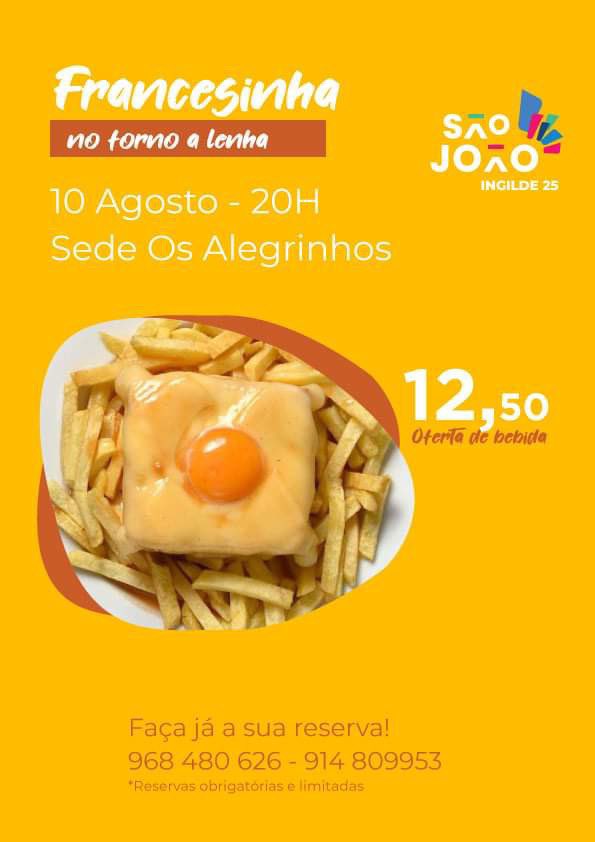 Francesinha
no forno a lenha
SÃO
JOÃO
INGILDE 25
10 Agosto - 20H
Sede Os Alegrinhos
12,50
Oferta de bebida
Faça já a sua reserva!
968 480 626 - 914 809953
*Reservas obrigatórias e limitadas